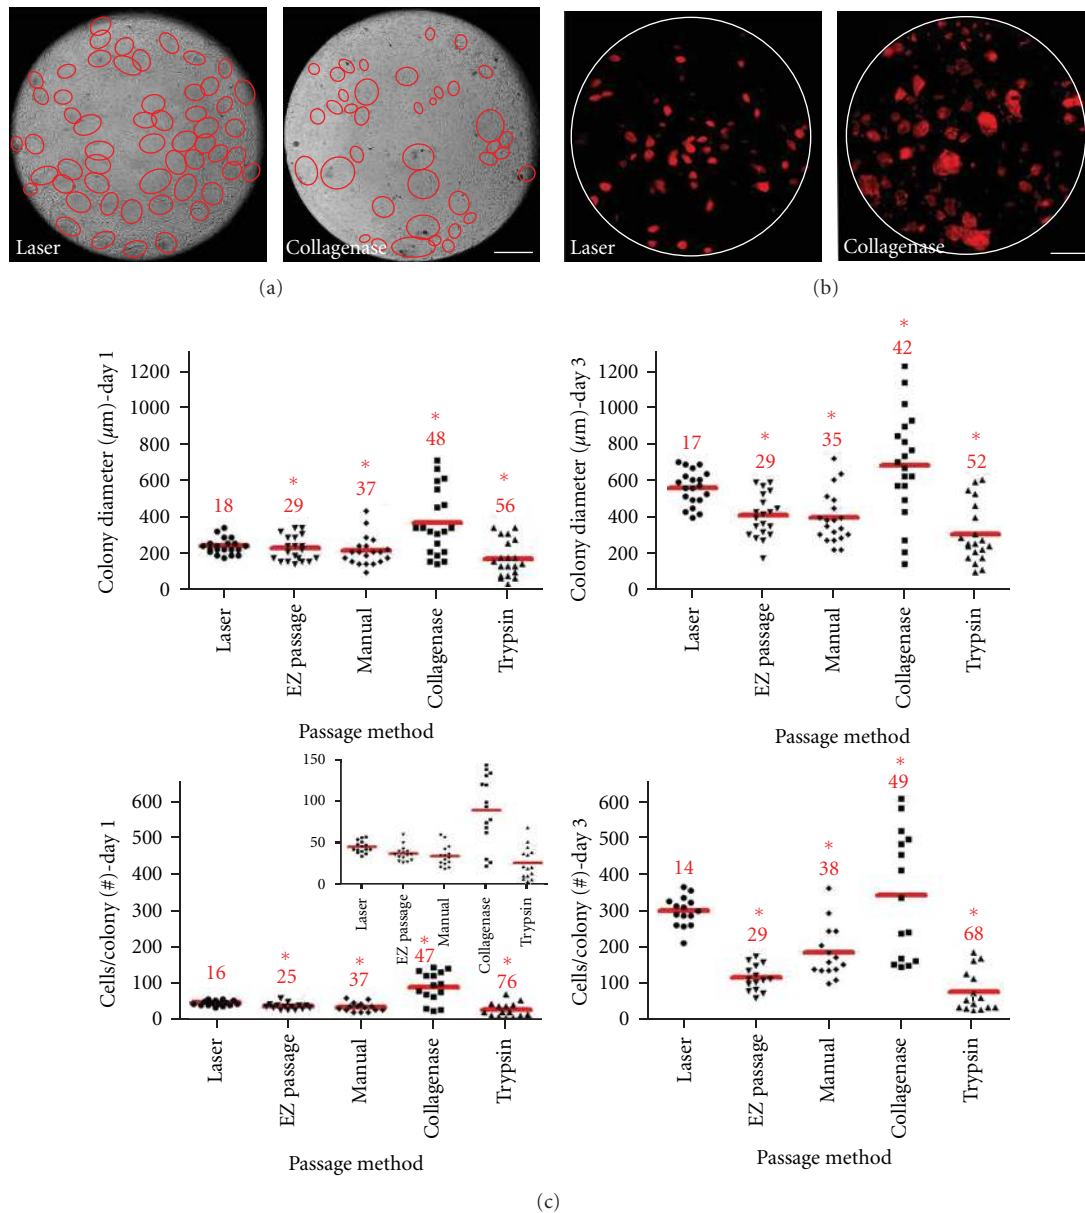 Laser
Collagenase
Laser
Collagenase
(a)
(b)
Colony diameter (μm)-day 1
1200
1000
800
600
400
200
0
18
*
29
*
37
*
48
*
56
Laser
EZ passage
Manual
Collagenase
Trypsin
Passage method
Colony diameter (μm)-day 3
1200
1000
800
600
400
200
0
17
*
29
*
35
*
42
*
52
Laser
EZ passage
Manual
Collagenase
Trypsin
Passage method
Cells/colony (#)-day 1
600
500
400
300
200
100
0
150
100
50
0
Laser
EZ passage
Manual
Collagenase
Trypsin
16
*
25
*
37
*
47
*
76
Laser
EZ passage
Manual
Collagenase
Trypsin
Passage method
Cells/colony (#)-day 3
600
500
400
300
200
100
0
14
*
29
*
38
*
49
*
68
Laser
EZ passage
Manual
Collagenase
Trypsin
Passage method
(c)